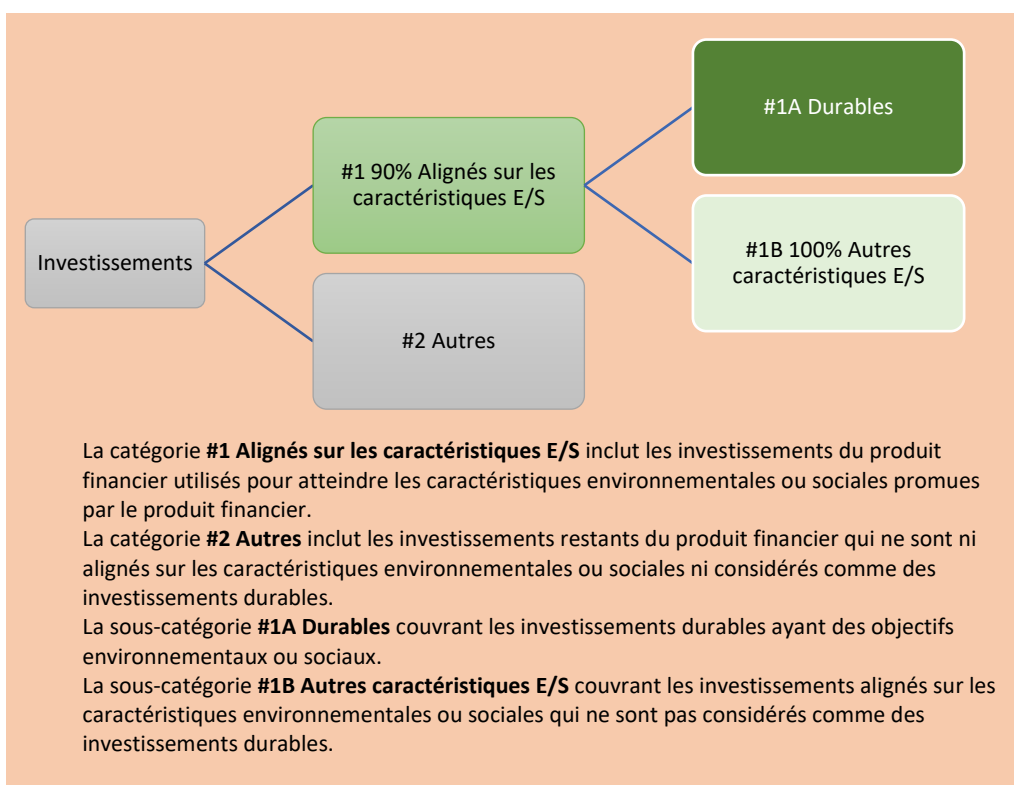 #1A Durables
#1 90% Alignés sur les
caractéristiques E/S
#1B 100% Autres
caractéristiques E/S
Investissements
#2 Autres
La catégorie #1 Alignés sur les caractéristiques E/S inclut les investissements du produit
financier utilisés pour atteindre les caractéristiques environnementales ou sociales promues
par le produit financier.
La catégorie #2 Autres inclut les investissements restants du produit financier qui ne sont ni
alignés sur les caractéristiques environnementales ou sociales ni considérés comme des
investissements durables.
La sous-catégorie #1A Durables couvrant les investissements durables ayant des objectifs
environnementaux ou sociaux.
La sous-catégorie #1B Autres caractéristiques E/S couvrant les investissements alignés sur les
caractéristiques environnementales ou sociales qui ne sont pas considérés comme des
investissements durables.